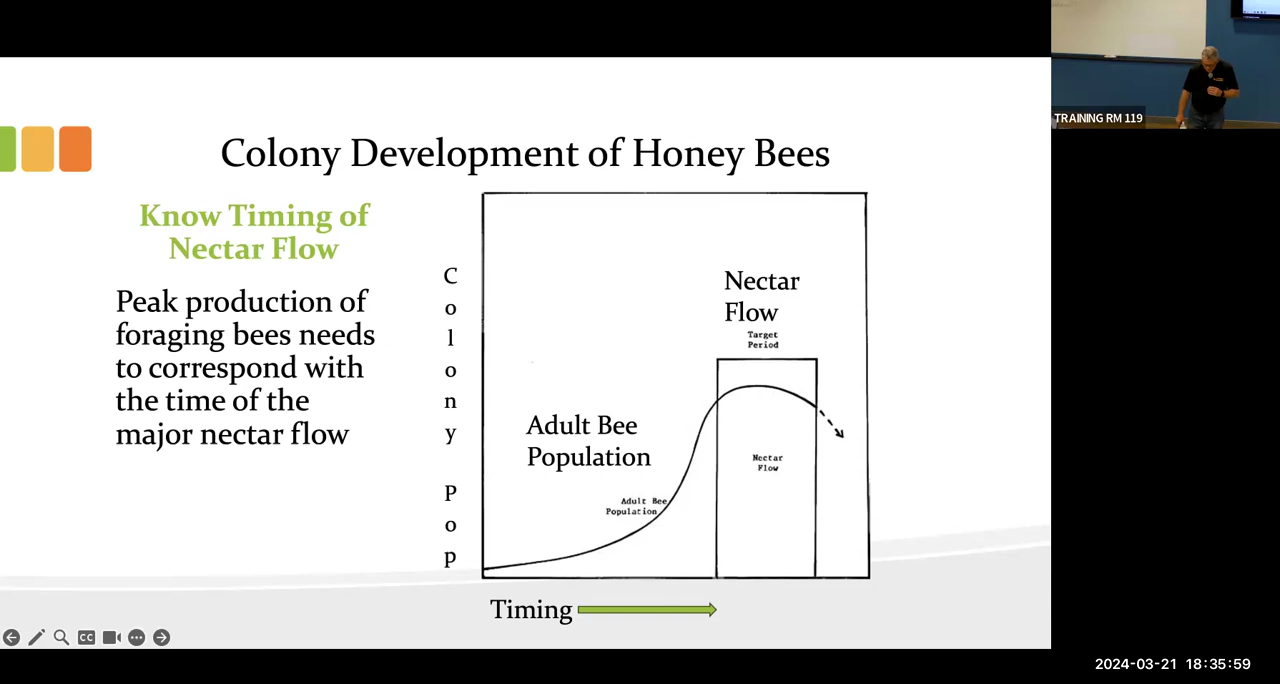 TRAINING RM 119
Colony Development of Honey Bees
Know Timing of
Nectar Flow
Peak production of
foraging bees needs
to correspond with
the time of the
major nectar flow
C
o
l
o
n
y
P
o
p
Nectar
Flow
Target
Period
Adult Bee
Population
Nectar
Flow
Adult Bee
Population
Timing
CC
2024-03-21 18:35:59